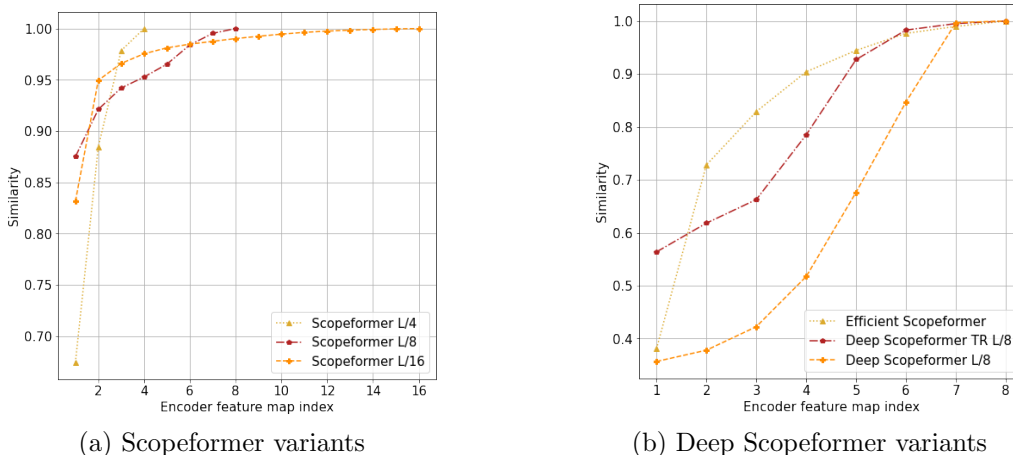 1.00
0.95
0.90
0.85
0.80
0.75
0.70
Similarity
Scopeformer L/4
Scopeformer L/8
Scopeformer L/16
2 4 6 8 10 12 14 16
Encoder feature map index
(a) Scopeformer variants
1.0
0.9
0.8
0.7
0.6
0.5
0.4
Similarity
Efficient Scopeformer
Deep Scopeformer TR L/8
Deep Scopeformer L/8
1 2 3 4 5 6 7 8
Encoder feature map index
(b) Deep Scopeformer variants